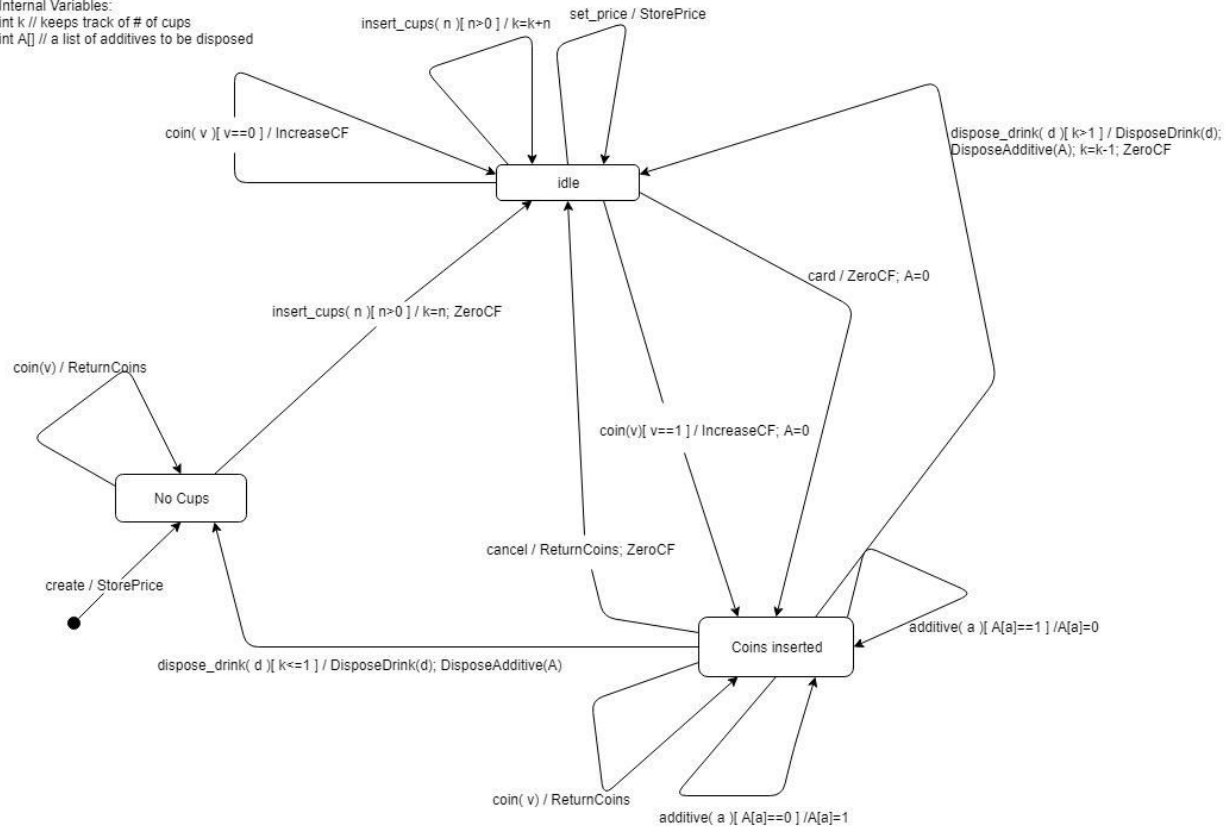 Internal Variables:
int k // keeps track of # of cups
int A[] // a list of additives to be disposed
insert_cups( n )[ n>0 ] / k=k+n
set_price / StorePrice
coin( v )[ v==0 ] / IncreaseCF
dispose_drink( d )[ k>1 ] / DisposeDrink(d);
DisposeAdditive(A); k=k-1; ZeroCF
idle
card / ZeroCF; A=0
insert_cups( n )[ n>0 ] / k=n; ZeroCF
coin(v) / ReturnCoins
coin(v)[ v==1 ] / IncreaseCF; A=0
No Cups
cancel / ReturnCoins; ZeroCF
create / StorePrice
additive( a )[ A[a]==1 ] /A[a]=0
Coins inserted
dispose_drink( d )[ k<=1 ] / DisposeDrink(d); DisposeAdditive(A)
coin( v) / ReturnCoins
additive( a )[ A[a]==0 ] /A[a]=1